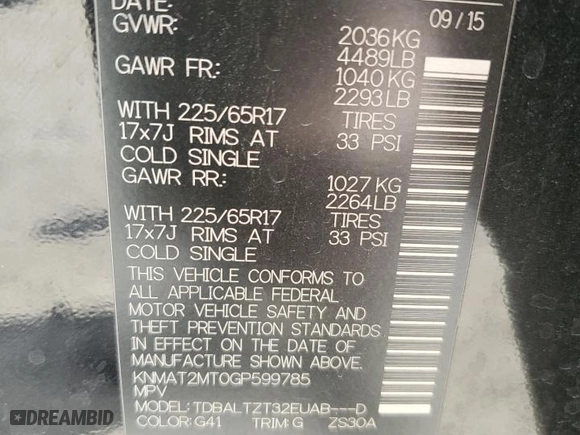 DATE: 09/15
GVWR: 2036KG
4489LB
GAWR FR: 1040KG
2293LB
WITH 225/65R17 TIRES
17x7J RIMS AT 33 PSI
COLD SINGLE
GAWR RR: 1027KG
2264LB
WITH 225/65R17 TIRES
17x7J RIMS AT 33 PSI
COLD SINGLE
THIS VEHICLE CONFORMS TO
ALL APPLICABLE FEDERAL
MOTOR VEHICLE SAFETY AND
THEFT PREVENTION STANDARDS
IN EFFECT ON THE DATE OF
MANUFACTURE SHOWN ABOVE.
KNMAT2MT0GP599785
MPV
MODEL: TDBALTZT32EUAB---D
COLOR: G41 TRIM: G ZS30A
DEALERSHIP.CC